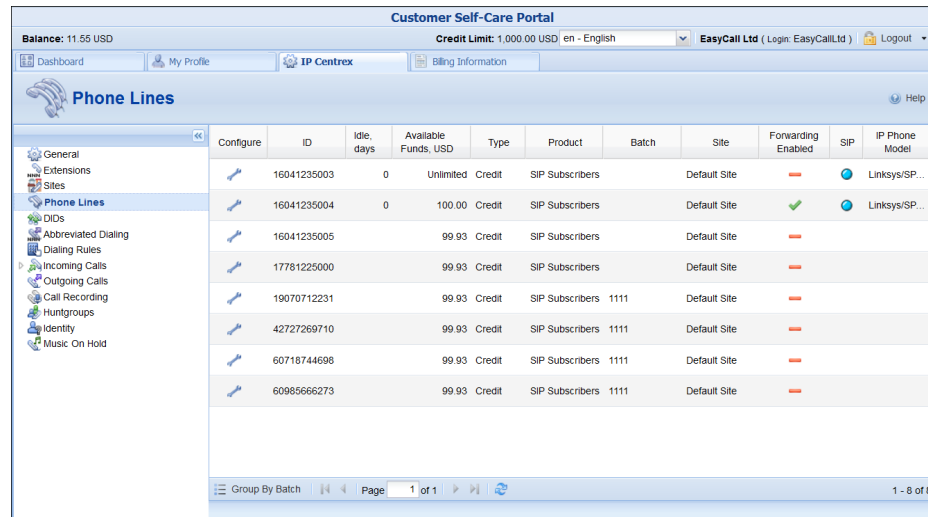 Customer Self-Care Portal
Balance: 11.55 USD Credit Limit: 1,000.00 USD en - English EasyCall Ltd ( Login: EasyCallLtd ) Logout
Dashboard My Profile IP Centrex Billing Information
Phone Lines Help
General
Extensions
Sites
Phone Lines
DIDs
Abbreviated Dialing
Dialing Rules
Incoming Calls
Outgoing Calls
Call Recording
Huntgroups
Identity
Music On Hold
Configure ID Idle, days Available Funds, USD Type Product Batch Site Forwarding Enabled SIP IP Phone Model
16041235003 0 Unlimited Credit SIP Subscribers Default Site Linksys/SP...
16041235004 0 100.00 Credit SIP Subscribers Default Site Linksys/SP...
16041235005 99.93 Credit SIP Subscribers Default Site
17781225000 99.93 Credit SIP Subscribers Default Site
19070712231 99.93 Credit SIP Subscribers 1111 Default Site
42727269710 99.93 Credit SIP Subscribers 1111 Default Site
60718744698 99.93 Credit SIP Subscribers 1111 Default Site
60985666273 99.93 Credit SIP Subscribers 1111 Default Site
Group By Batch Page 1 of 1 1 - 8 of 8